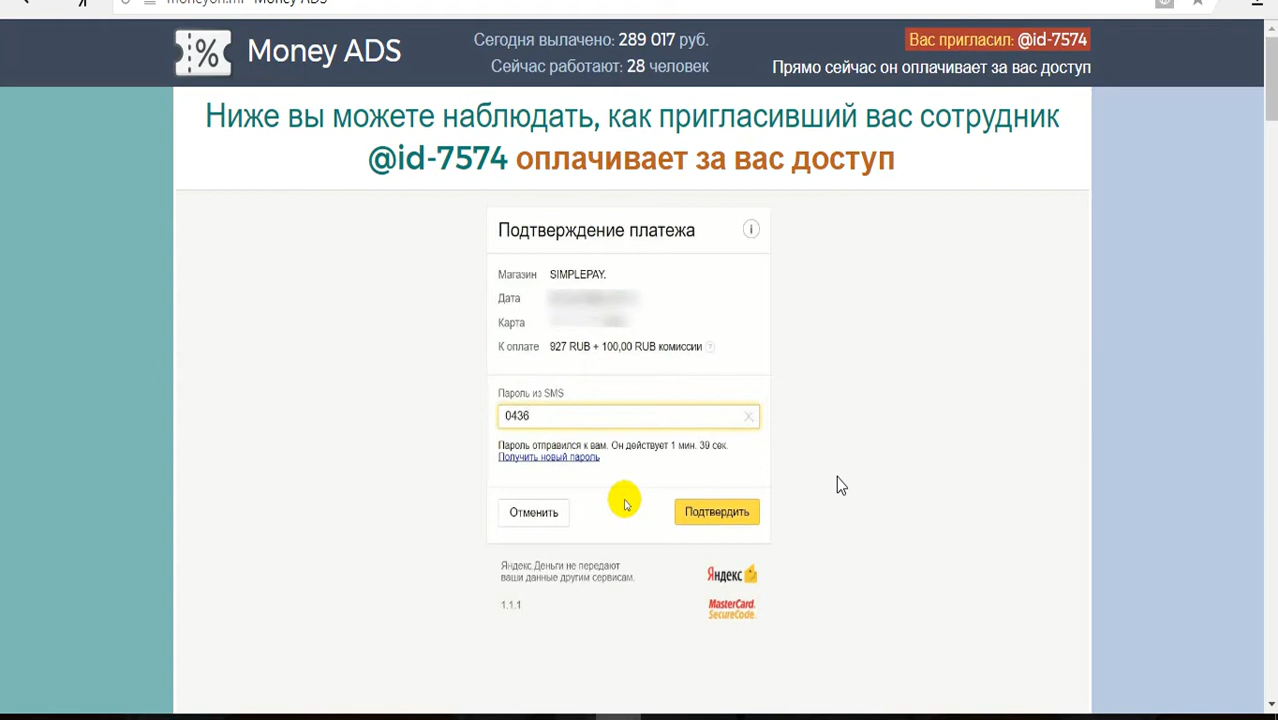 Money ADS
Money ADS
Сегодня вылачено: 289 017 руб.
Сейчас работают: 28 человек
Вас пригласил: @id-7574
Прямо сейчас он оплачивает за вас доступ
Ниже вы можете наблюдать, как пригласивший вас сотрудник
@id-7574 оплачивает за вас доступ
Подтверждение платежа
Магазин SIMPLEPAY.
Дата
Карта
К оплате 927 RUB + 100,00 RUB комиссии ?
Пароль из SMS
0436
Пароль отправился к вам. Он действует 1 мин. 39 сек.
Получить новый пароль
Отменить
Подтвердить
Яндекс.Деньги не передают
ваши данные другим сервисам.
Яндекс
1.1.1
MasterCard.
SecureCode.